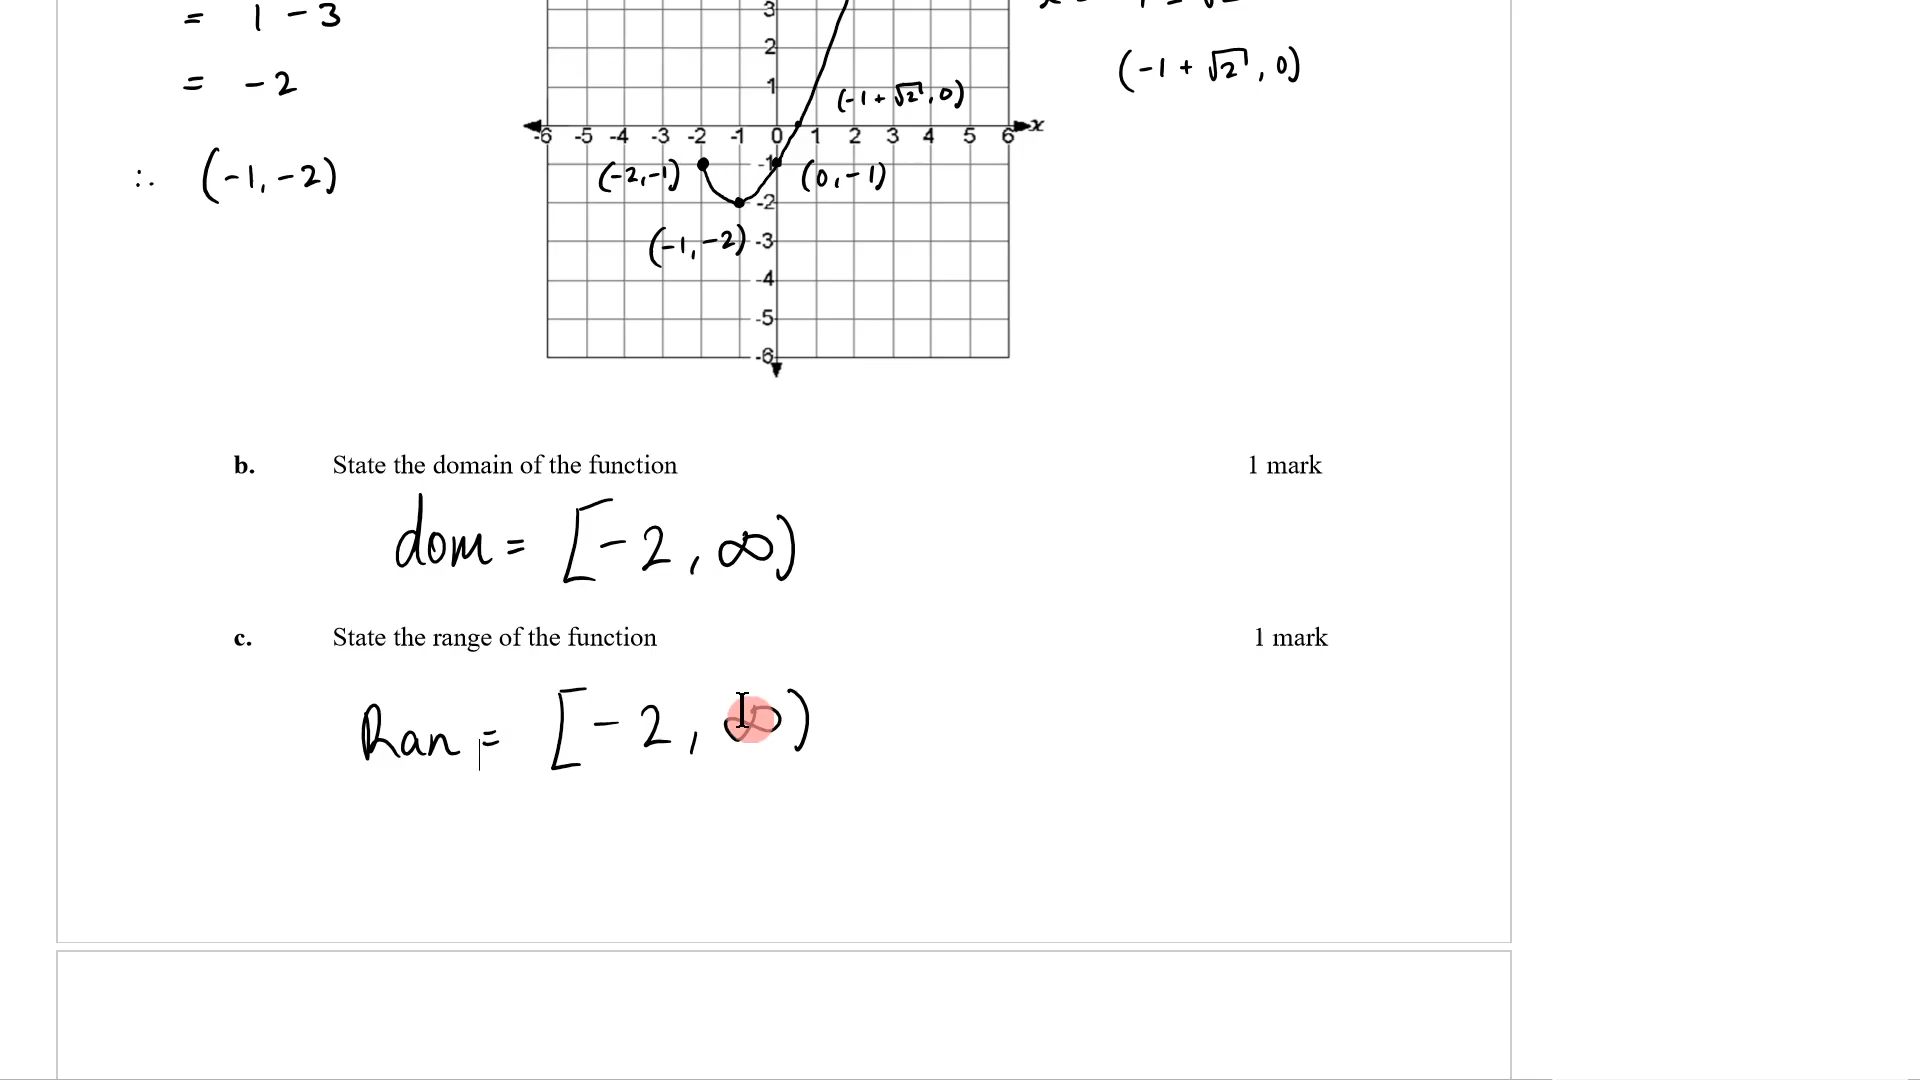 = 1 - 3
= -2
∴ (-1, -2)
3
2
1
-6 -5 -4 -3 -2 -1 0 1 2 3 4 5 6 x
-1
-2
-3
-4
-5
-6
(-1 + √2, 0)
(-2, -1)
(0, -1)
(-1, -2)
(-1 + √2, 0)
b. State the domain of the function 1 mark
dom = [-2, ∞)
c. State the range of the function 1 mark
Ran = [-2, ∞)